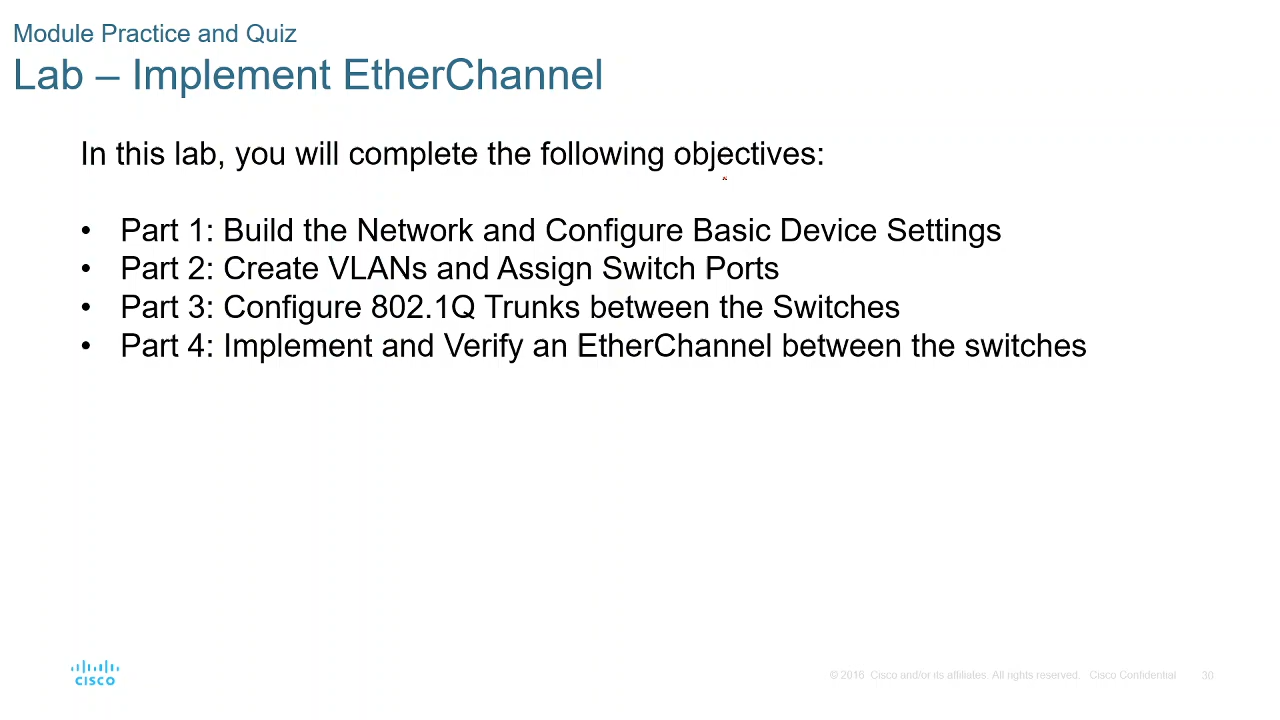 Module Practice and Quiz
Lab – Implement EtherChannel
In this lab, you will complete the following objectives:
• Part 1: Build the Network and Configure Basic Device Settings
• Part 2: Create VLANs and Assign Switch Ports
• Part 3: Configure 802.1Q Trunks between the Switches
• Part 4: Implement and Verify an EtherChannel between the switches
CISCO
© 2016 Cisco and/or its affiliates. All rights reserved. Cisco Confidential 30